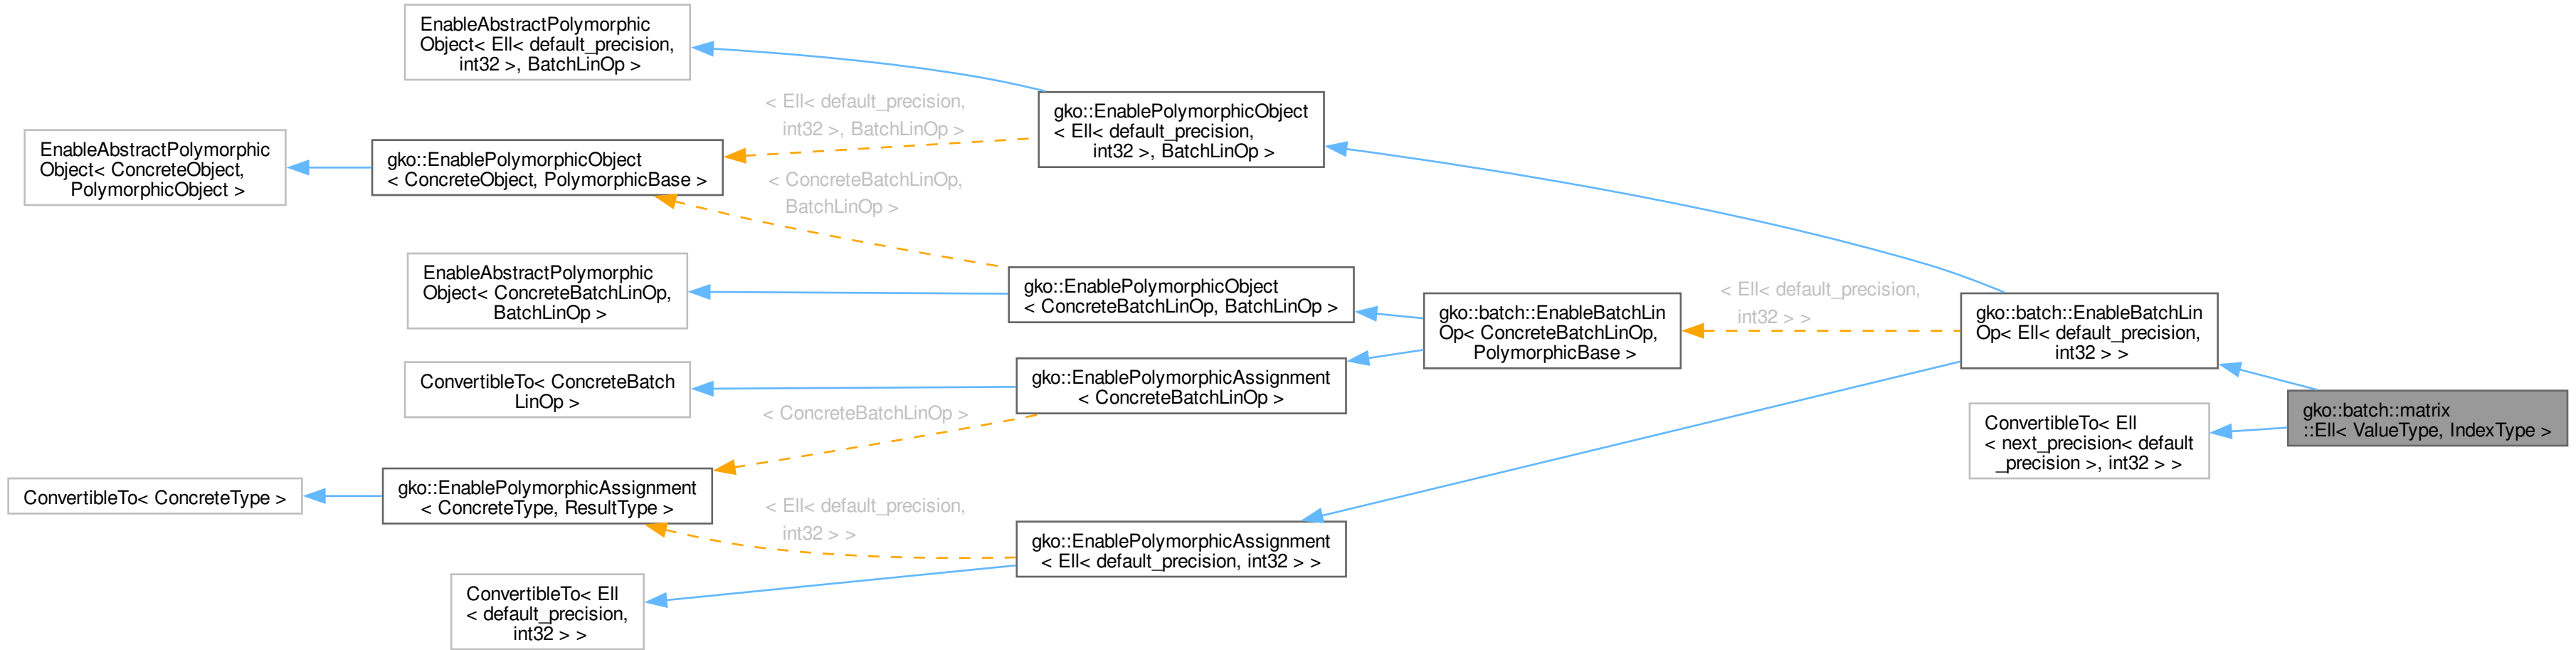 EnableAbstractPolymorphic
Object< Ell< default_precision,
int32 >, BatchLinOp >
< Ell< default_precision,
int32 >, BatchLinOp >
gko::EnablePolymorphicObject
< Ell< default_precision,
int32 >, BatchLinOp >
EnableAbstractPolymorphic
Object< ConcreteObject,
PolymorphicObject >
gko::EnablePolymorphicObject
< ConcreteObject, PolymorphicBase >
< ConcreteBatchLinOp,
BatchLinOp >
EnableAbstractPolymorphic
Object< ConcreteBatchLinOp,
BatchLinOp >
gko::EnablePolymorphicObject
< ConcreteBatchLinOp, BatchLinOp >
gko::batch::EnableBatchLin
Op< ConcreteBatchLinOp,
PolymorphicBase >
< Ell< default_precision,
int32 > >
gko::batch::EnableBatchLin
Op< Ell< default_precision,
int32 > >
ConvertibleTo< ConcreteBatch
LinOp >
gko::EnablePolymorphicAssignment
< ConcreteBatchLinOp >
< ConcreteBatchLinOp >
ConvertibleTo< Ell
< next_precision< default
_precision >, int32 > >
gko::batch::matrix
::Ell< ValueType, IndexType >
ConvertibleTo< ConcreteType >
gko::EnablePolymorphicAssignment
< ConcreteType, ResultType >
< Ell< default_precision,
int32 > >
gko::EnablePolymorphicAssignment
< Ell< default_precision, int32 > >
ConvertibleTo< Ell
< default_precision,
int32 > >